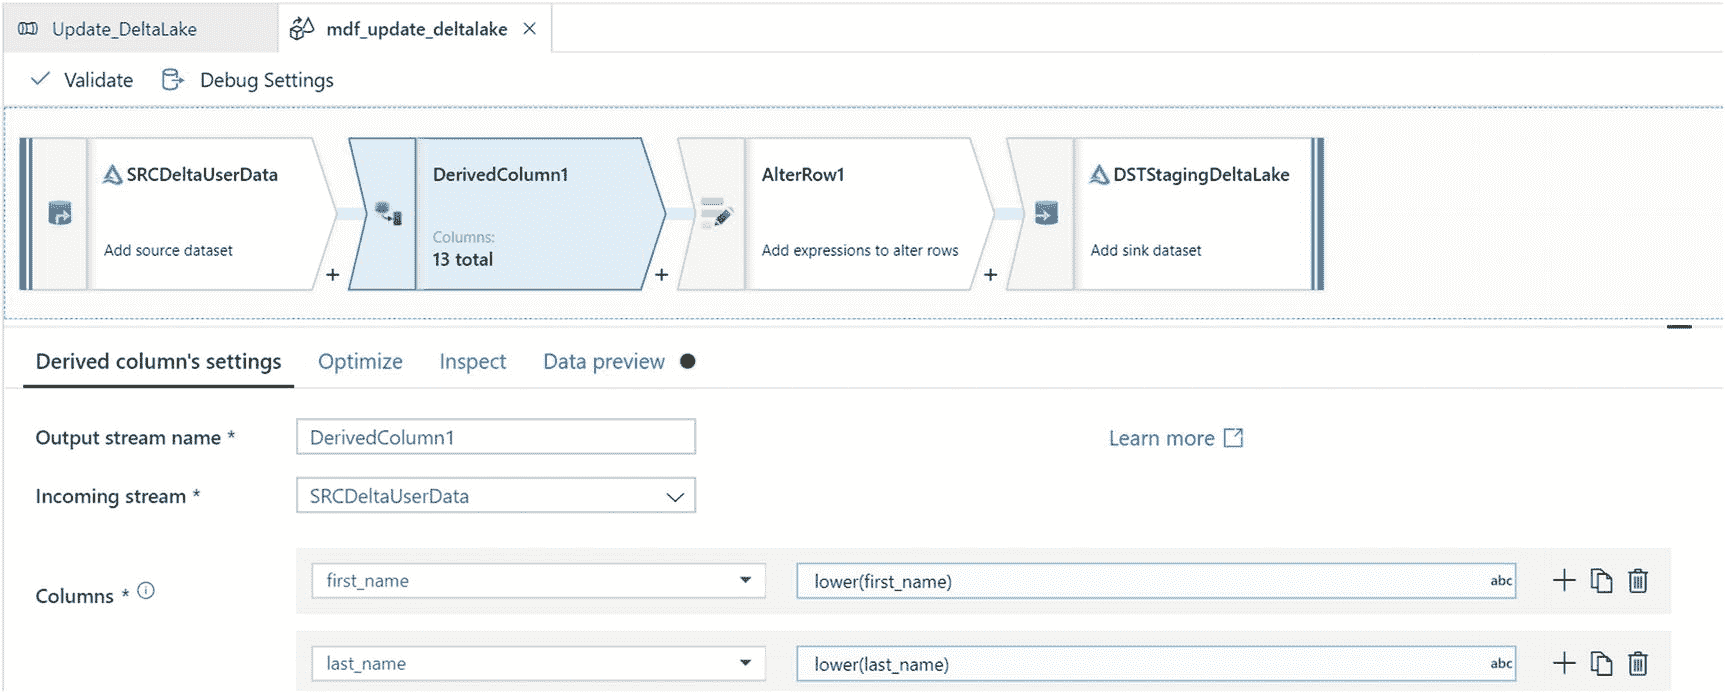 Update_DeltaLake
mdf_update_deltalake
Validate
Debug Settings
SRCDeltaUserData
Add source dataset
+
DerivedColumn1
Columns:
13 total
+
AlterRow1
Add expressions to alter rows
+
DSTStagingDeltaLake
Add sink dataset
Derived column's settings
Optimize
Inspect
Data preview
Output stream name *
DerivedColumn1
Learn more
Incoming stream *
SRCDeltaUserData
Columns *
first_name
lower(first_name)
abc
last_name
lower(last_name)
abc